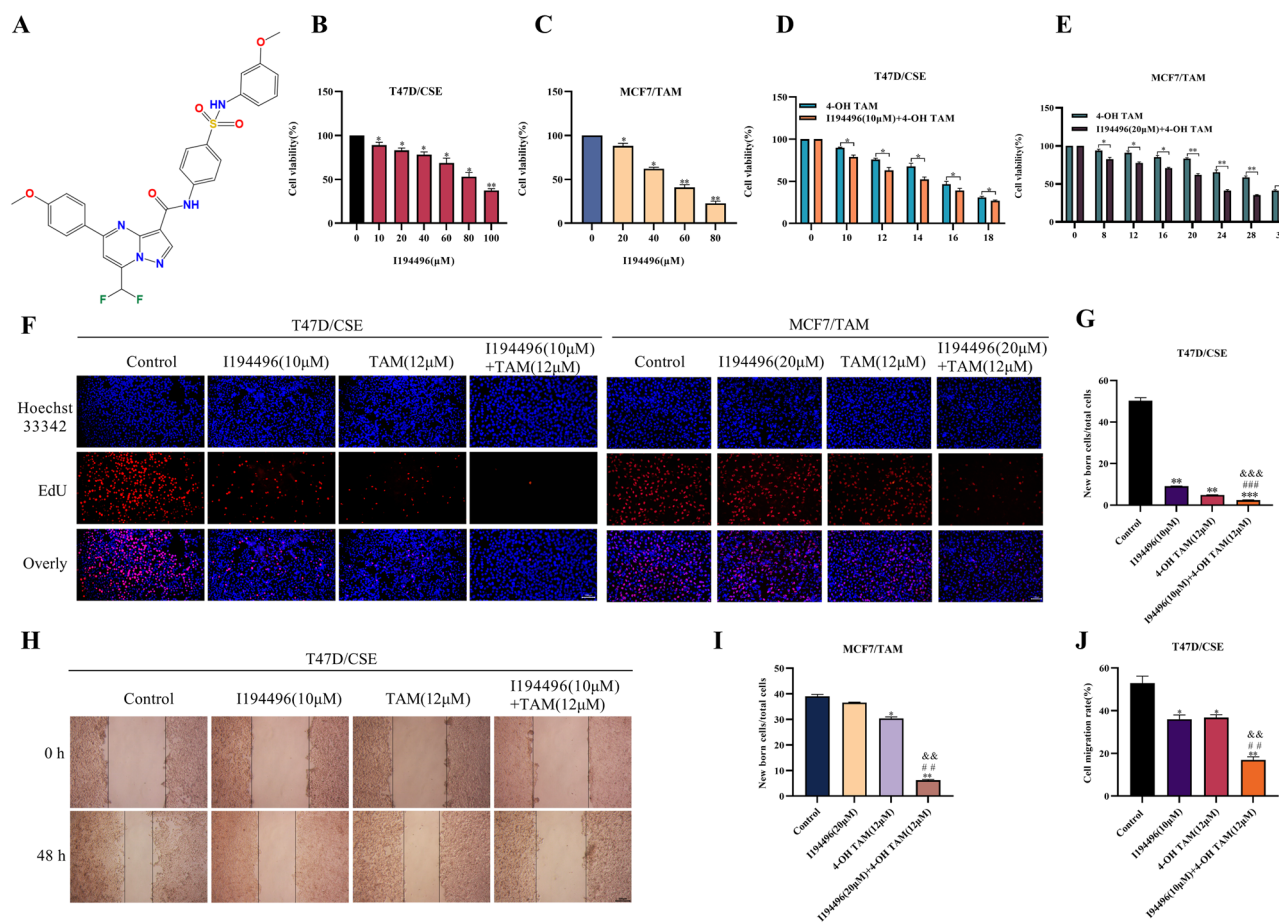 A
O
O
HN
O
S
O
O
NH
O
N
N
N
F
F
B
T47D/CSE
Cell viability(%)
150
100
50
0
*
*
*
*
*
**
0 10 20 40 60 80 100
I194496(μM)
C
MCF7/TAM
Cell viability(%)
150
100
50
0
*
*
**
**
0 20 40 60 80
I194496(μM)
D
T47D/CSE
4-OH TAM
I194496(10μM)+4-OH TAM
Cell viability(%)
150
100
50
0
*
*
*
*
*
0 10 12 14 16 18
E
MCF7/TAM
4-OH TAM
I194496(20μM)+4-OH TAM
Cell viability(%)
150
100
50
0
*
*
*
**
**
**
0 8 12 16 20 24 28 3
F
T47D/CSE
MCF7/TAM
Control
I194496(10μM)
TAM(12μM)
I194496(10μM)
+TAM(12μM)
Control
I194496(20μM)
TAM(12μM)
I194496(20μM)
+TAM(12μM)
Hoechst
33342
EdU
Overly
G
T47D/CSE
New born cells/total cells
60
40
20
10
0
**
**
&&&
###
***
Control
I194496(10μM)
4-OH TAM(12μM)
I194496(10μM)+4-OH TAM(12μM)
H
T47D/CSE
Control
I194496(10μM)
TAM(12μM)
I194496(10μM)
+TAM(12μM)
0 h
48 h
I
MCF7/TAM
New born cells/total cells
50
40
30
20
10
0
*
&&
# #
**
Control
I194496(20μM)
4-OH TAM(12μM)
I194496(20μM)+4-OH TAM(12μM)
J
T47D/CSE
Cell migration rate(%)
60
40
20
0
*
*
&&
# #
**
Control
I194496(10μM)
4-OH TAM(12μM)
I94496(10μM)+4-OH TAM(12μM)